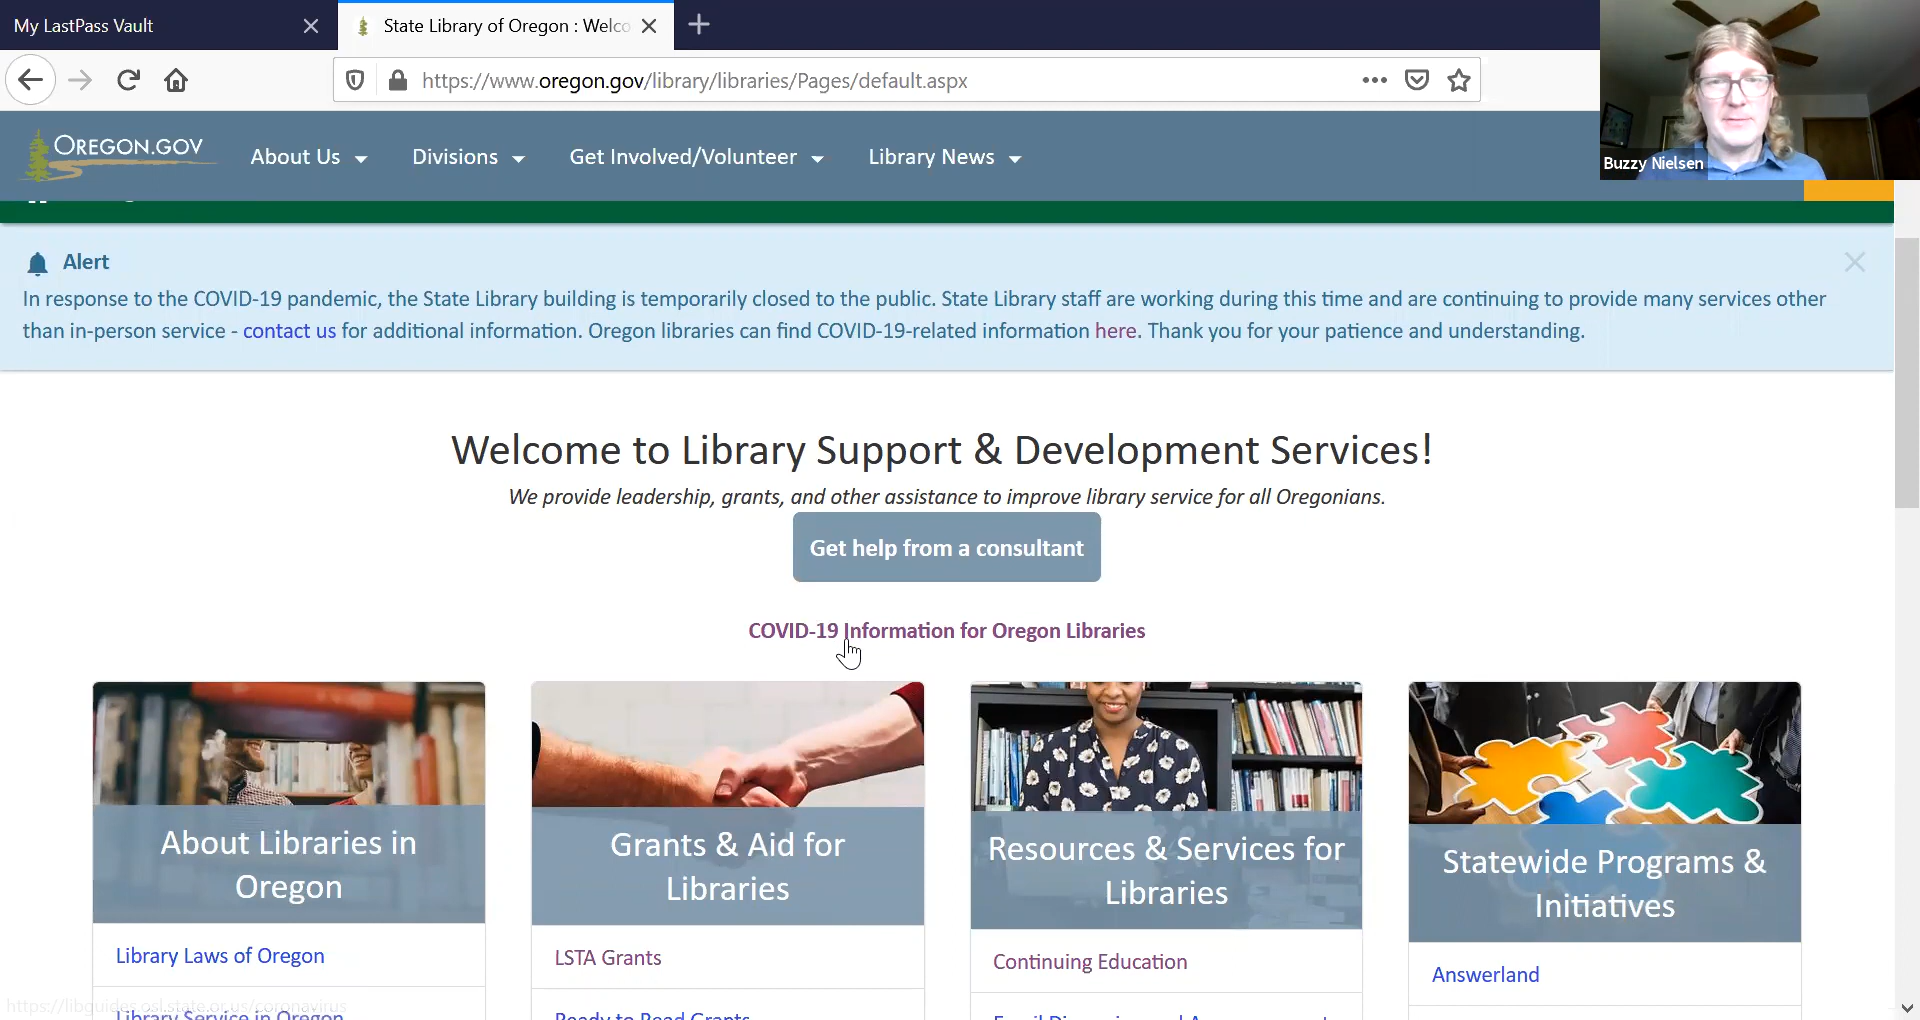 My LastPass Vault
State Library of Oregon : Welco
https://www.oregon.gov/library/libraries/Pages/default.aspx
Buzzy Nielsen
OREGON.GOV
About Us
Divisions
Get Involved/Volunteer
Library News
Alert
In response to the COVID-19 pandemic, the State Library building is temporarily closed to the public. State Library staff are working during this time and are continuing to provide many services other
than in-person service - contact us for additional information. Oregon libraries can find COVID-19-related information here. Thank you for your patience and understanding.
Welcome to Library Support & Development Services!
We provide leadership, grants, and other assistance to improve library service for all Oregonians.
Get help from a consultant
COVID-19 Information for Oregon Libraries
About Libraries in
Oregon
Grants & Aid for
Libraries
Resources & Services for
Libraries
Statewide Programs &
Initiatives
Library Laws of Oregon
LSTA Grants
Continuing Education
Answerland
https://libguides.osl.state.or.us/coronavirus
Library Service in Oregon
Ready to Read Grants